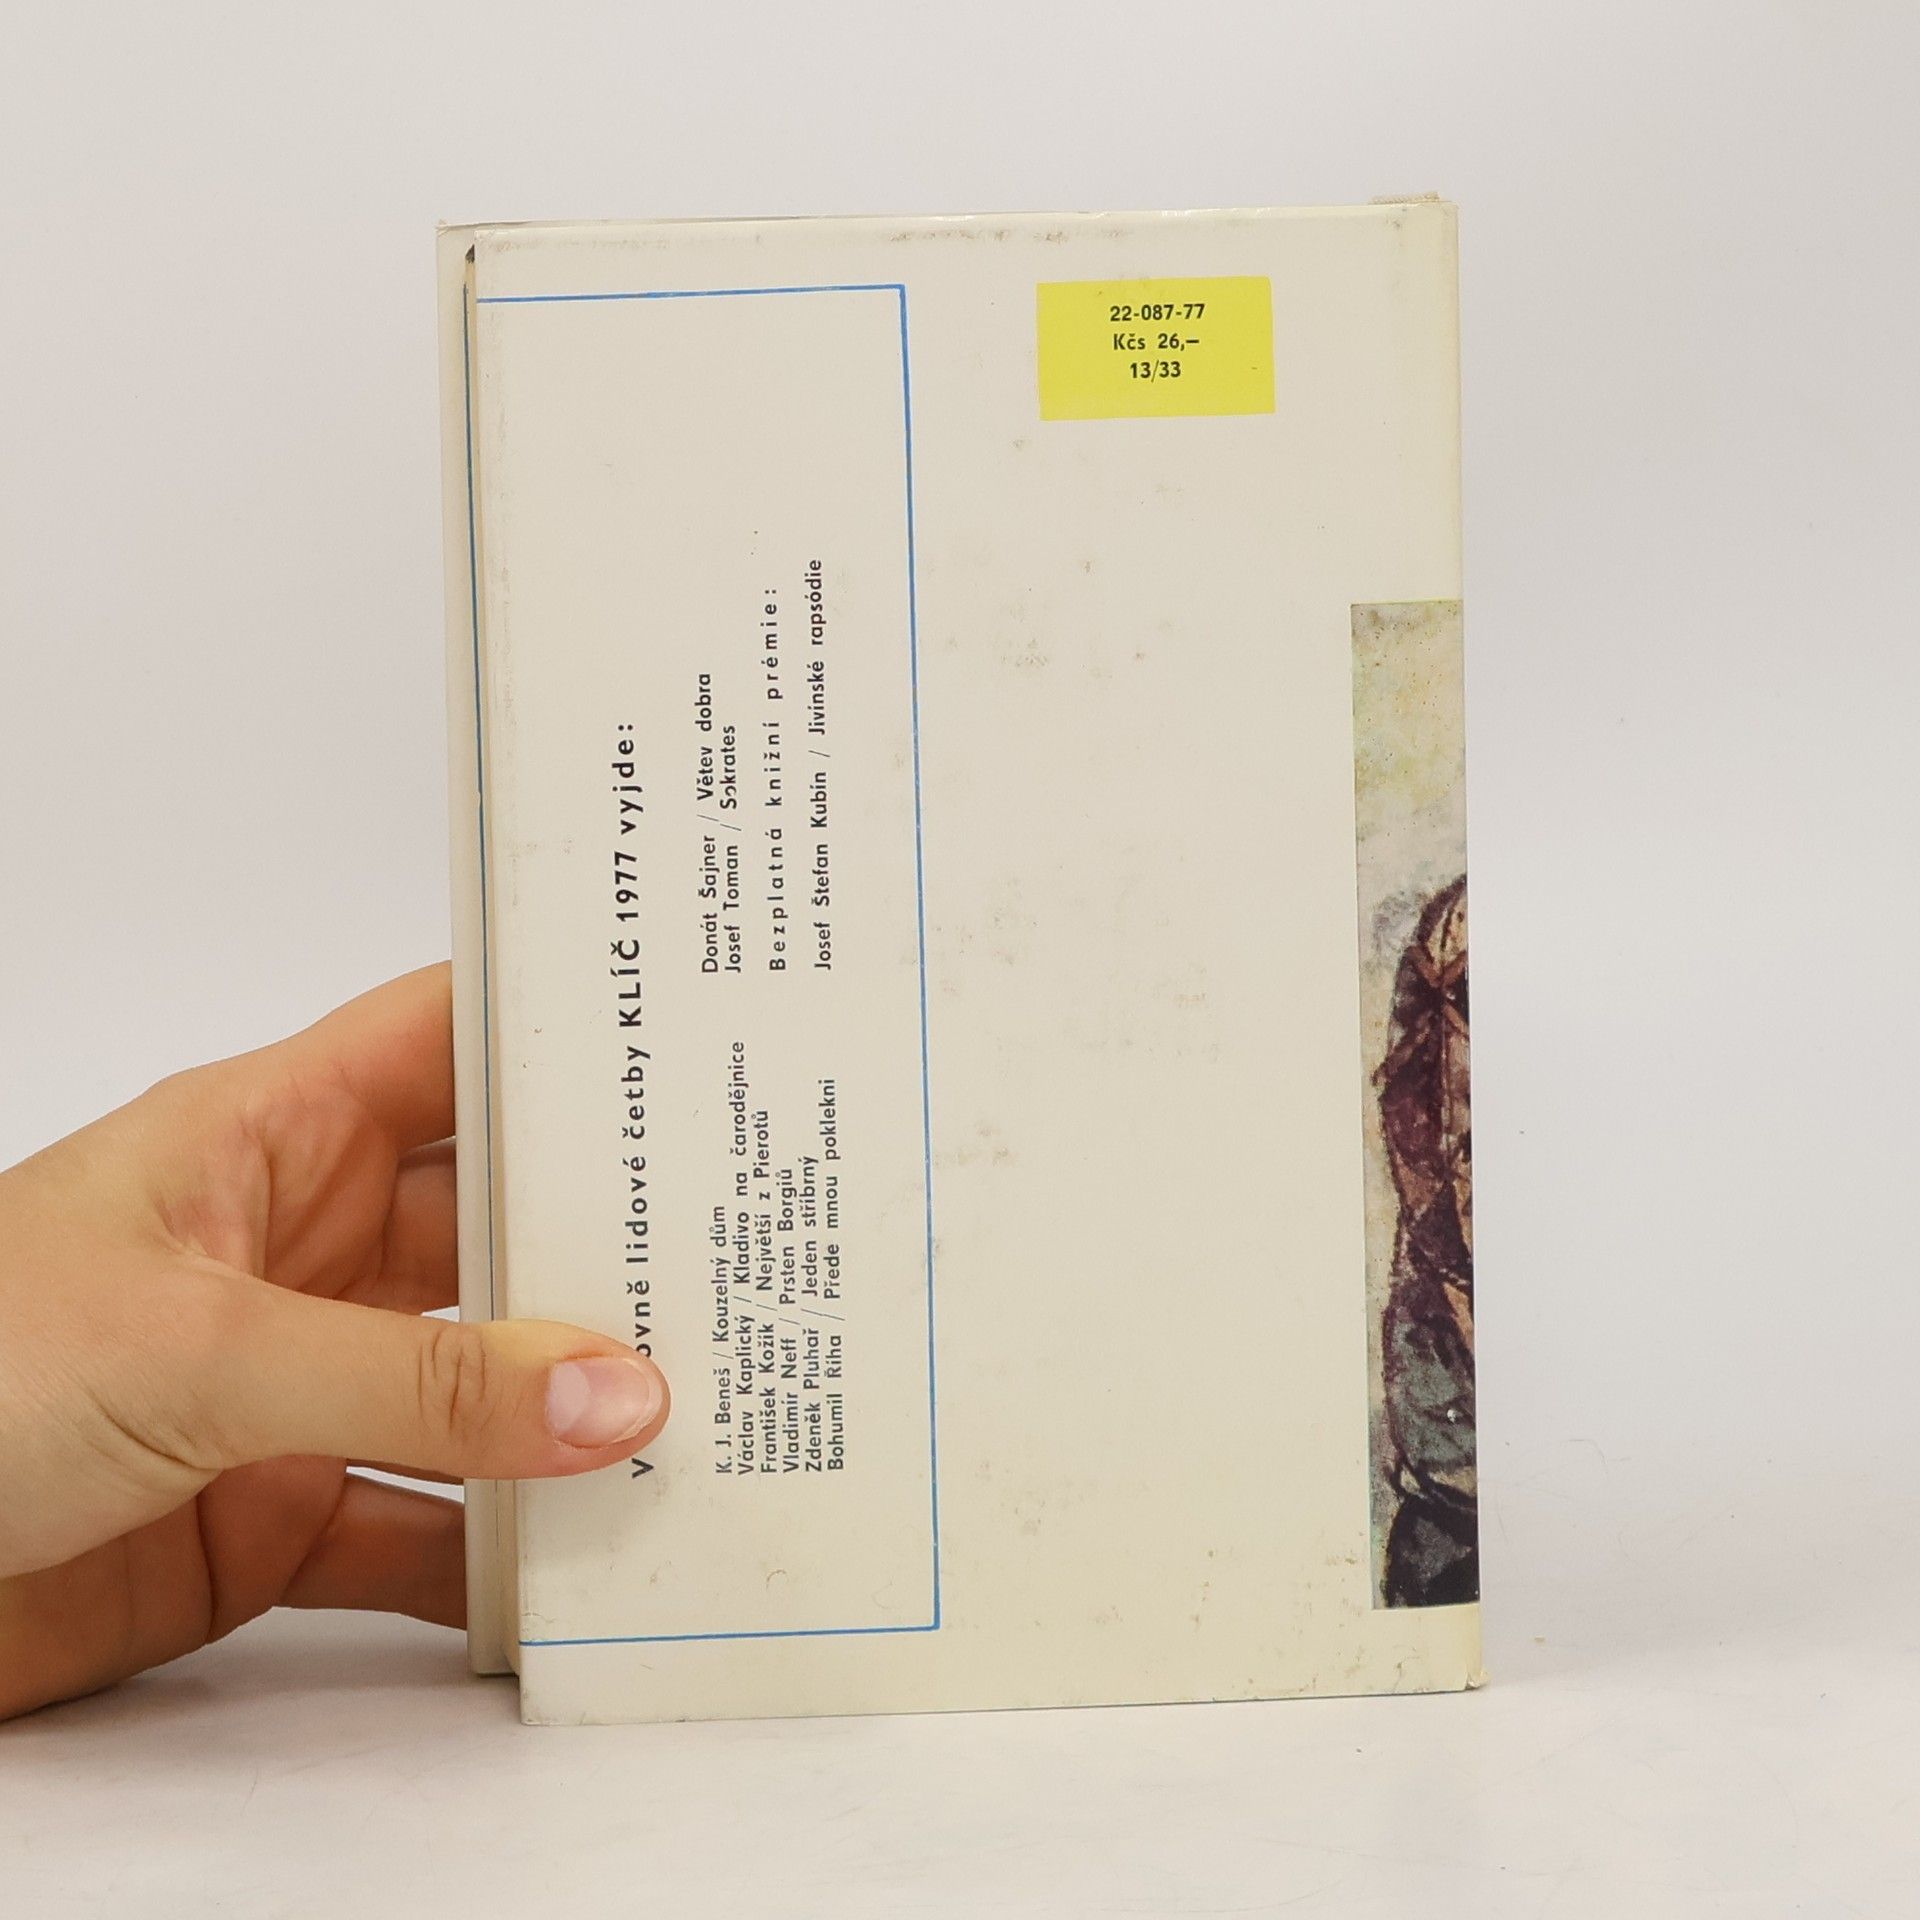 22-087-77
Kčs 26,—
13/33
V ovně lidové četby KLÍČ 1977 vyjde:
K. J. Beneš / Kouzelný dům
Václav Kaplický / Kladivo na čarodějnice
František Kožík / Největší z Pierotů
Vladimír Neff / Prsten Borgiů
Zdeněk Pluhař / Jeden stříbrný
Bohumil Říha / Přede mnou poklekni
Donát Šajner / Větev dobra
Josef Toman / Sokrates
Bezplatná knižní prémie:
Josef Štefan Kubín / Jivínské rapsódie